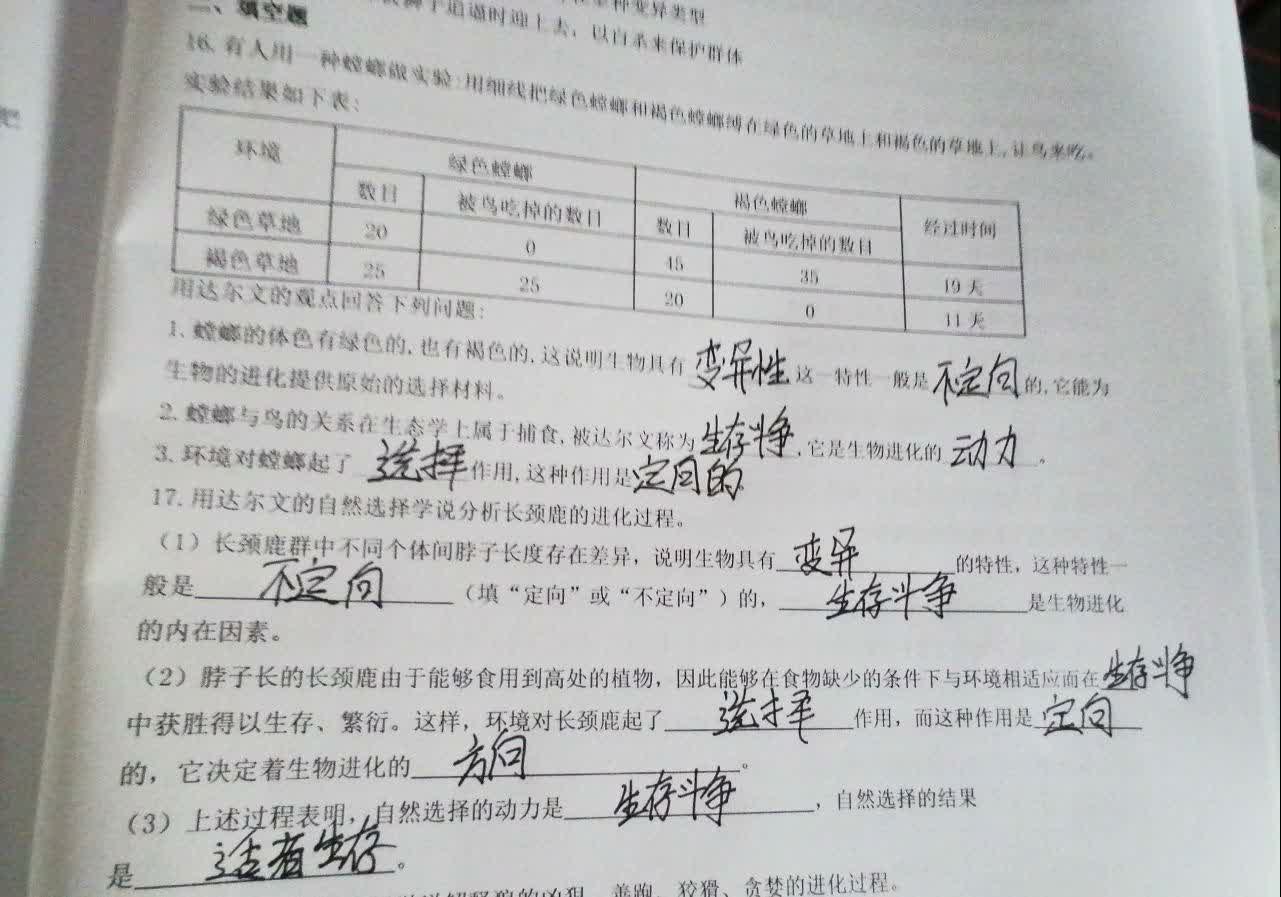 种变异类型
狮子追逼时迎上去，以自杀来保护群体
二、填空题
16.有人用一种螳螂做实验:用细线把绿色螳螂和褐色螳螂缚在绿色的草地上和褐色的草地上,让鸟来吃。
实验结果如下表:
环境 绿色螳螂 褐色螳螂 经过时间
数目 被鸟吃掉的数目 数目 被鸟吃掉的数目
绿色草地 20 0 45 35 19天
褐色草地 25 25 20 0 11天
用达尔文的观点回答下列问题:
1.螳螂的体色有绿色的,也有褐色的,这说明生物具有 变异性 这一特性一般是 不定向 的,它能为
生物的进化提供原始的选择材料。
2.螳螂与鸟的关系在生态学上属于捕食,被达尔文称为 生存斗争 ,它是生物进化的 动力 。
3.环境对螳螂起了 选择 作用,这种作用是 定向的
17.用达尔文的自然选择学说分析长颈鹿的进化过程。
（1）长颈鹿群中不同个体间脖子长度存在差异，说明生物具有 变异 的特性，这种特性一
般是 不定向 （填“定向”或“不定向”）的， 生存斗争 是生物进化
的内在因素。
（2）脖子长的长颈鹿由于能够食用到高处的植物，因此能够在食物缺少的条件下与环境相适应而在 生存斗争
中获胜得以生存、繁衍。这样，环境对长颈鹿起了 选择 作用，而这种作用是 定向
的，它决定着生物进化的 方向 。
（3）上述过程表明，自然选择的动力是 生存斗争 ，自然选择的结果
是 适者生存 。
狼的凶狠、善跑、狡猾、贪婪的进化过程。